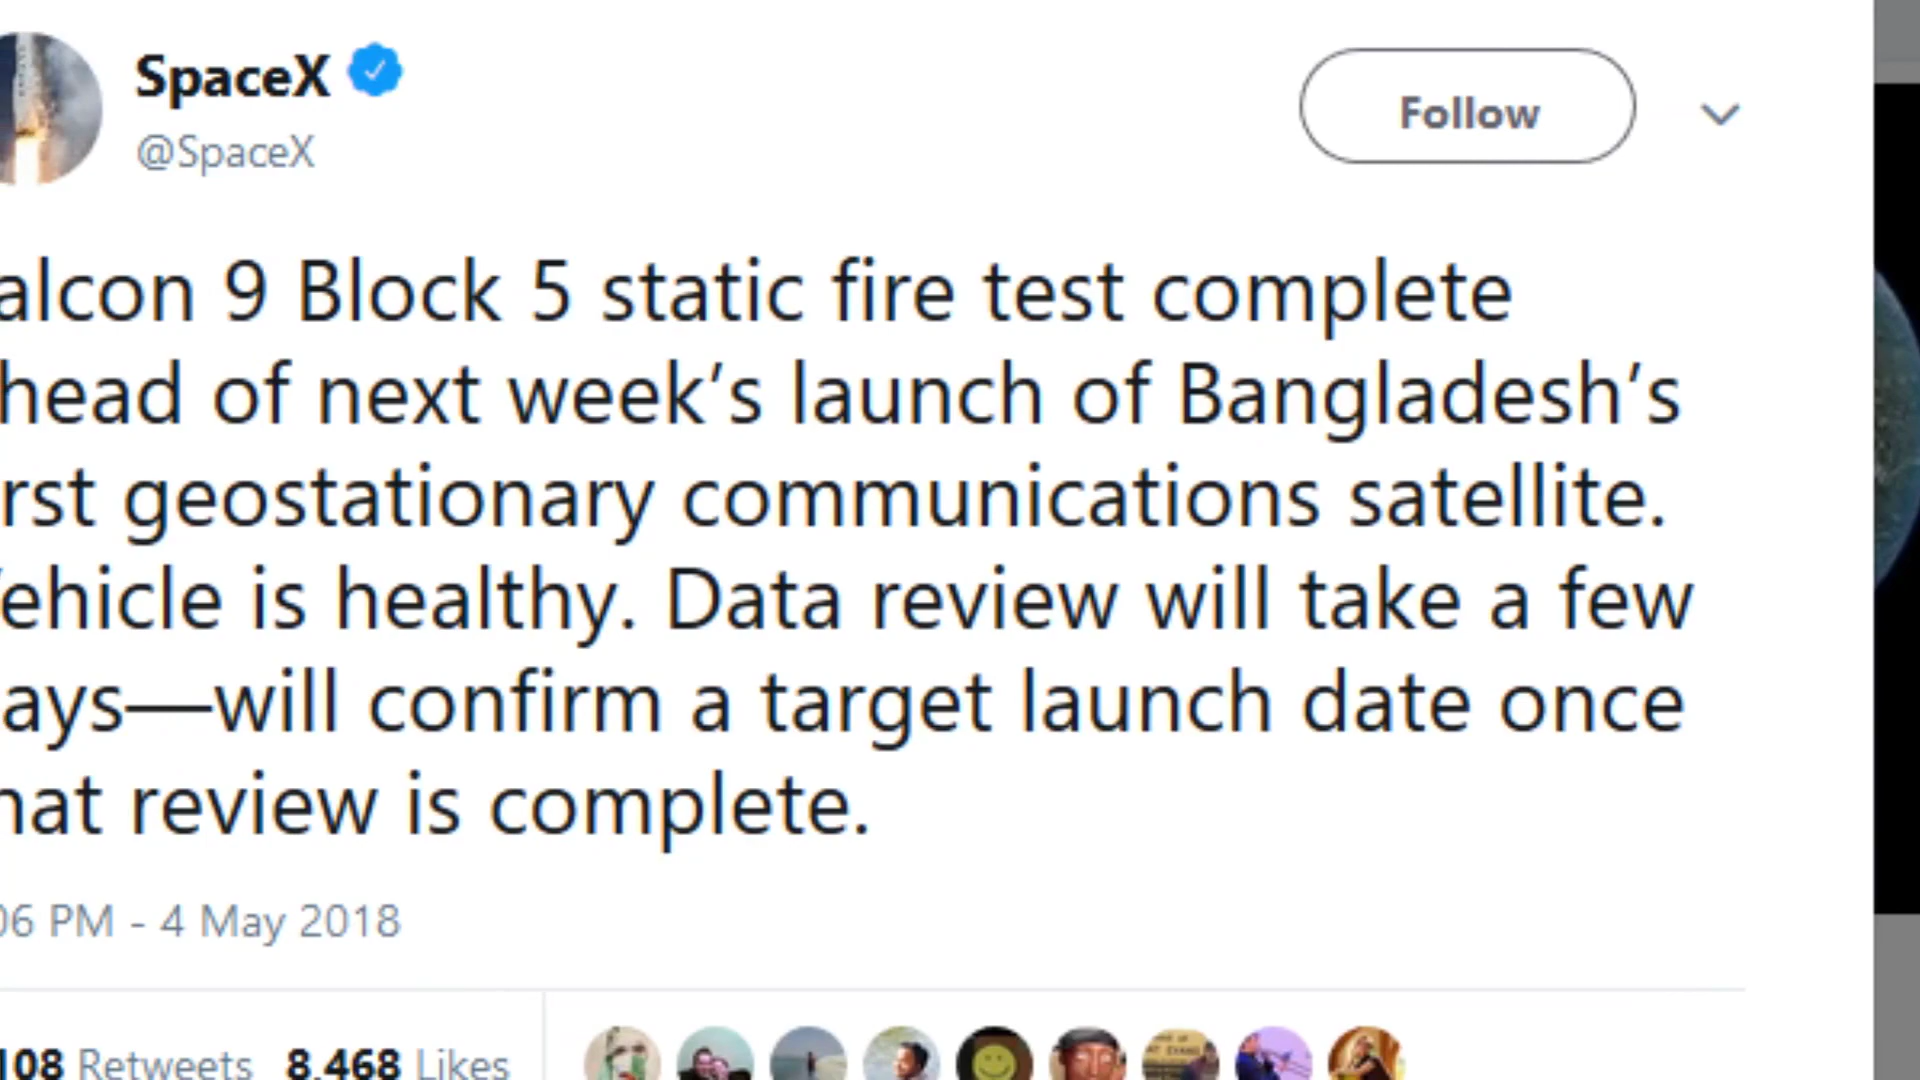 SpaceX
@SpaceX
Follow
alcon 9 Block 5 static fire test complete
head of next week’s launch of Bangladesh’s
rst geostationary communications satellite.
ehicle is healthy. Data review will take a few
ays—will confirm a target launch date once
hat review is complete.
06 PM - 4 May 2018
108 Retweets 8,468 Likes